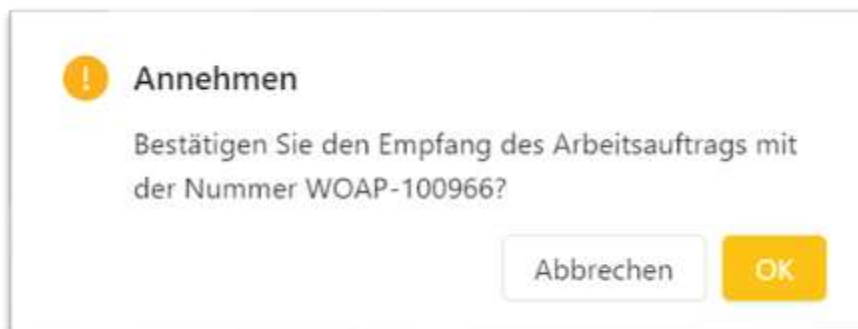 Annehmen
Bestätigen Sie den Empfang des Arbeitsauftrags mit
der Nummer WOAP-100966?
Abbrechen
OK